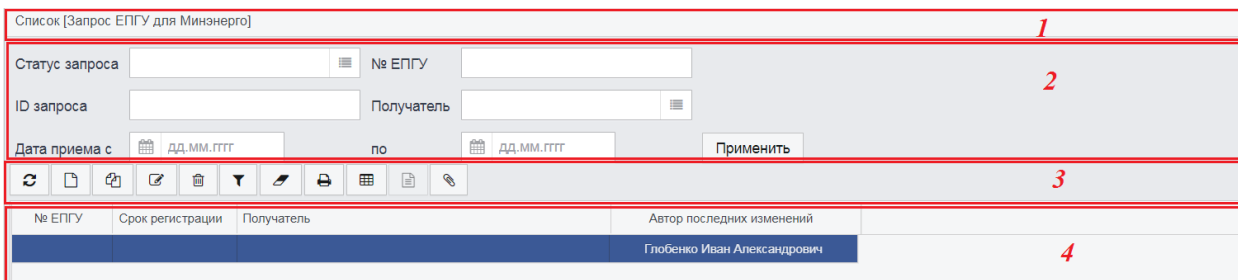 Список [Запрос ЕПГУ для Минэнерго] 1
Статус запроса № ЕПГУ
2
ID запроса Получатель
Дата приема с дд.мм.гггг по дд.мм.гггг Применить
3
№ ЕПГУ Срок регистрации Получатель Автор последних изменений
Глобенко Иван Александрович 4